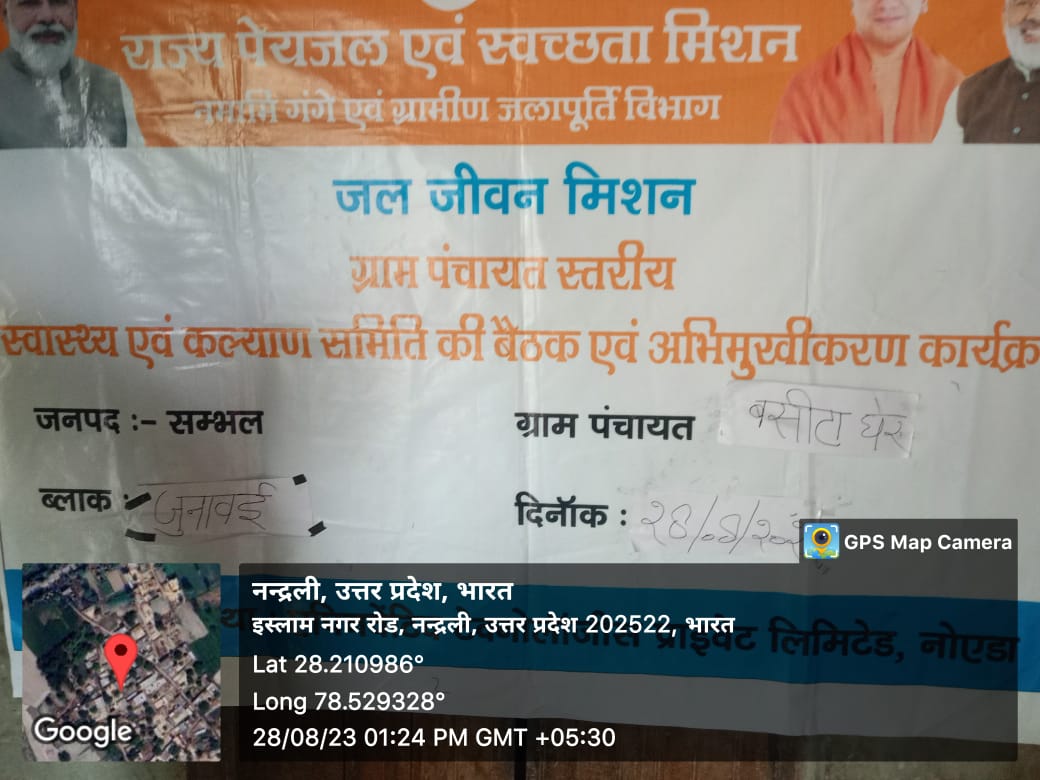 राज्य पेयजल एवं स्वच्छता मिशन
नमामि गंगे एवं ग्रामीण जलापूर्ति विभाग
जल जीवन मिशन
ग्राम पंचायत स्तरीय
स्वास्थ्य एवं कल्याण समिति की बैठक एवं अभिमुखीकरण कार्यक्र
जनपद :- सम्भल
ग्राम पंचायत बसीटा घेर
ब्लाक :- जुनावई
दिनॉक :
GPS Map Camera
प्राईवेट लिमिटेड, नोएडा
नन्द्रली, उत्तर प्रदेश, भारत
इस्लाम नगर रोड, नन्द्रली, उत्तर प्रदेश 202522, भारत
Lat 28.210986°
Long 78.529328°
28/08/23 01:24 PM GMT +05:30
Google